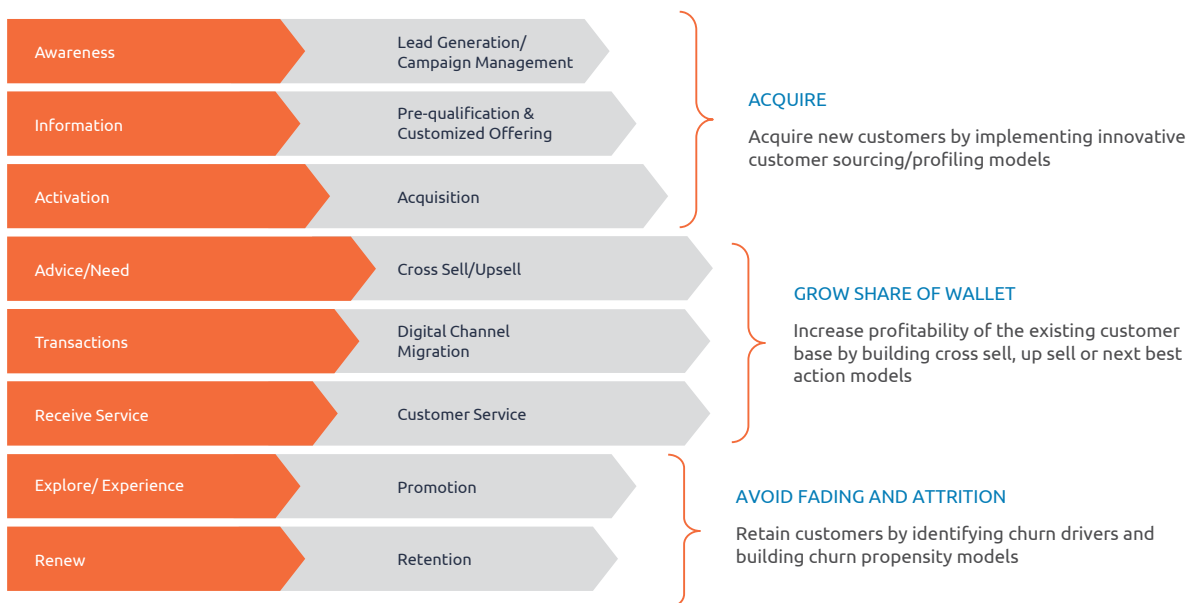 Awareness
Lead Generation/
Campaign Management
Information
Pre-qualification &
Customized Offering
Activation
Acquisition
ACQUIRE
Acquire new customers by implementing innovative
customer sourcing/profiling models
Advice/Need
Cross Sell/Upsell
Transactions
Digital Channel
Migration
Receive Service
Customer Service
GROW SHARE OF WALLET
Increase profitability of the existing customer
base by building cross sell, up sell or next best
action models
Explore/ Experience
Promotion
Renew
Retention
AVOID FADING AND ATTRITION
Retain customers by identifying churn drivers and
building churn propensity models